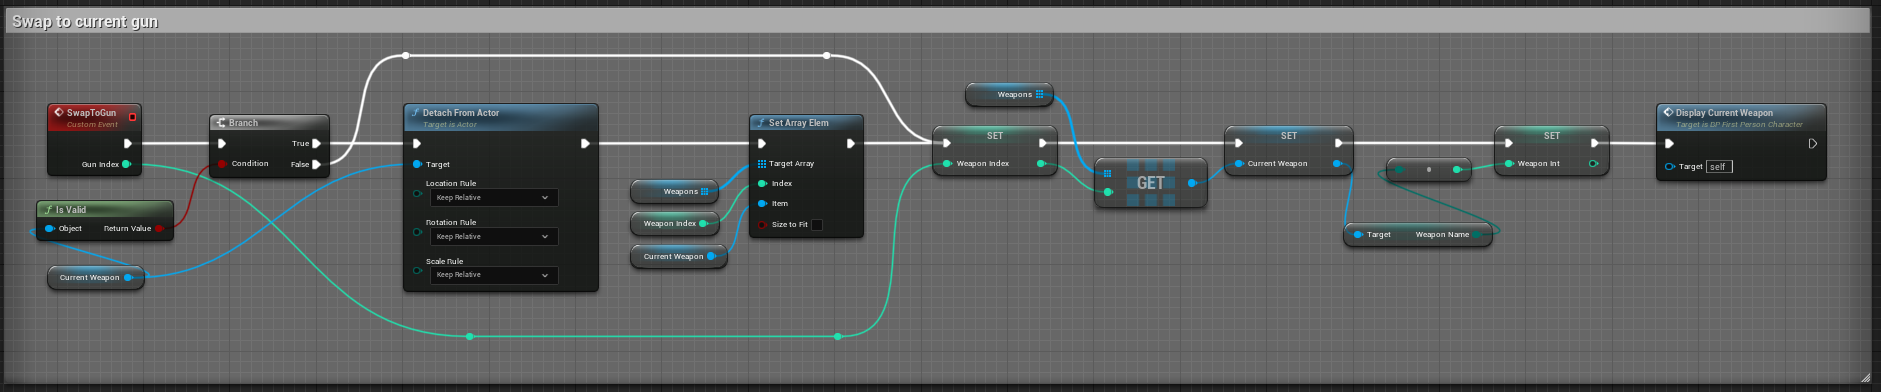 Swap to current gun
SwapToGun
Custom Event
Gun Index
Is Valid
Object
Return Value
Current Weapon
Branch
True
Condition
False
Detach From Actor
Target is Actor
Target
Location Rule
Keep Relative
Rotation Rule
Keep Relative
Scale Rule
Keep Relative
Weapons
Weapon Index
Current Weapon
Set Array Elem
Target Array
Index
Item
Size to Fit
SET
Weapon Index
Weapons
GET
SET
Current Weapon
Target
Weapon Name
SET
Weapon Int
Display Current Weapon
Target is BP First Person Character
Target
self